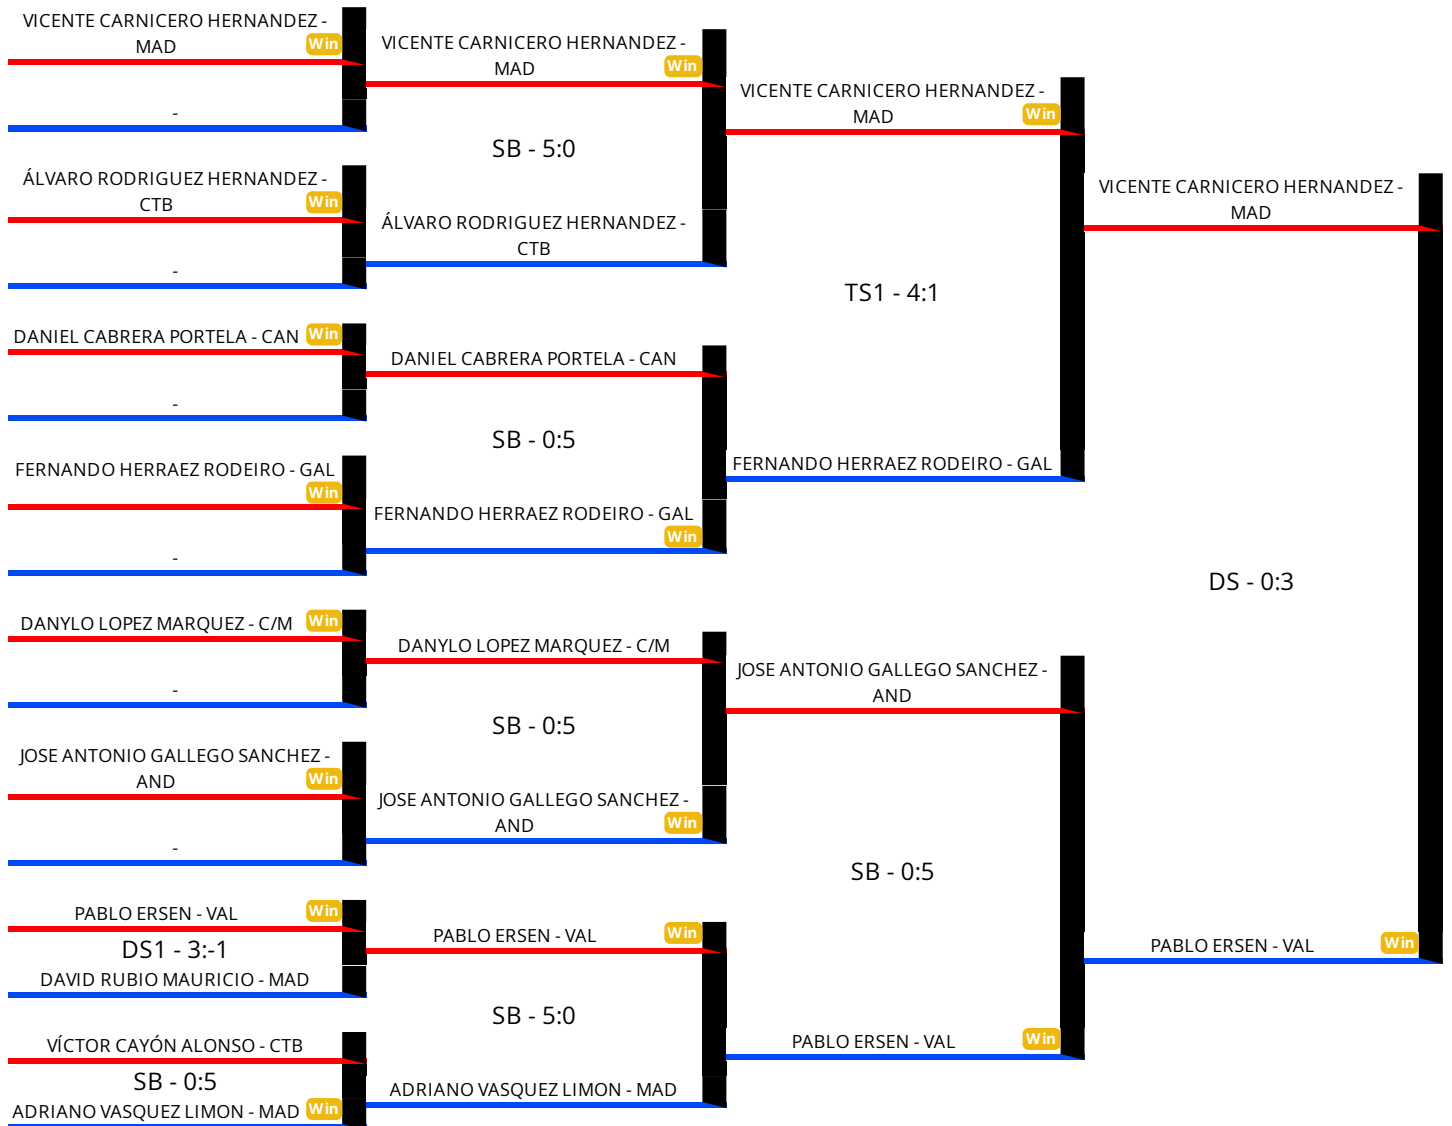 VICENTE CARNICERO HERNANDEZ -
MAD
Win
-
ÁLVARO RODRIGUEZ HERNANDEZ -
CTB
Win
-
DANIEL CABRERA PORTELA - CAN
Win
-
FERNANDO HERRAEZ RODEIRO - GAL
Win
-
DANYLO LOPEZ MARQUEZ - C/M
Win
-
JOSE ANTONIO GALLEGO SANCHEZ -
AND
Win
-
PABLO ERSEN - VAL
Win
DS1 - 3:-1
DAVID RUBIO MAURICIO - MAD
VÍCTOR CAYÓN ALONSO - CTB
SB - 0:5
ADRIANO VASQUEZ LIMON - MAD
Win
VICENTE CARNICERO HERNANDEZ -
MAD
Win
SB - 5:0
ÁLVARO RODRIGUEZ HERNANDEZ -
CTB
DANIEL CABRERA PORTELA - CAN
SB - 0:5
FERNANDO HERRAEZ RODEIRO - GAL
Win
DANYLO LOPEZ MARQUEZ - C/M
SB - 0:5
JOSE ANTONIO GALLEGO SANCHEZ -
AND
Win
PABLO ERSEN - VAL
Win
SB - 5:0
ADRIANO VASQUEZ LIMON - MAD
VICENTE CARNICERO HERNANDEZ -
MAD
Win
TS1 - 4:1
FERNANDO HERRAEZ RODEIRO - GAL
JOSE ANTONIO GALLEGO SANCHEZ -
AND
SB - 0:5
PABLO ERSEN - VAL
Win
VICENTE CARNICERO HERNANDEZ -
MAD
DS - 0:3
PABLO ERSEN - VAL
Win